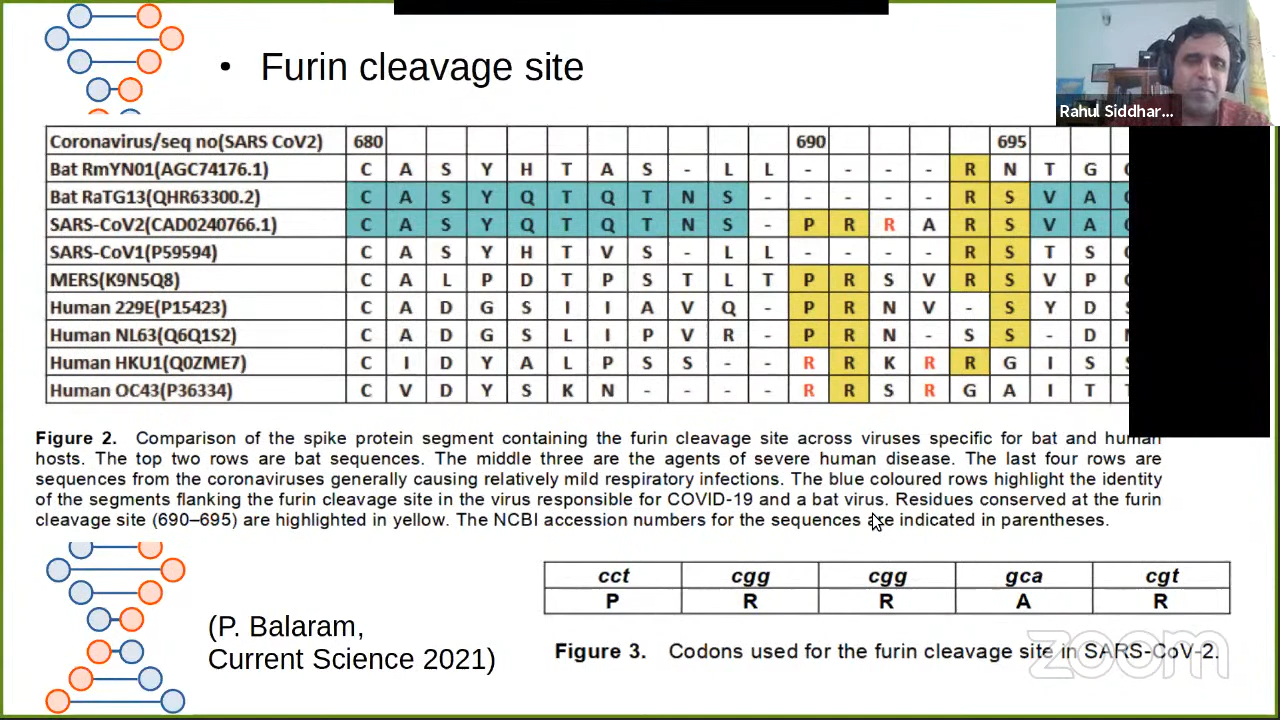 • Furin cleavage site
Rahul Siddhar...
Coronavirus/seq no(SARS CoV2) 680 690 695
Bat RmYN01(AGC74176.1) C A S Y H T A S - L L - - - - R N T G
Bat RaTG13(QHR63300.2) C A S Y Q T Q T N S - - - - - R S V A
SARS-CoV2(CAD0240766.1) C A S Y Q T Q T N S - P R R A R S V A
SARS-CoV1(P59594) C A S Y H T V S - L L - - - - R S T S
MERS(K9N5Q8) C A L P D T P S T L T P R S V R S V P
Human 229E(P15423) C A D G S I I A V Q - P R N V - S Y D
Human NL63(Q6Q1S2) C A D G S L I P V R - P R N - S S - D
Human HKU1(Q0ZME7) C I D Y A L P S S - - R R K R R G I S
Human OC43(P36334) C V D Y S K N - - - - R R S R G A I T
Figure 2. Comparison of the spike protein segment containing the furin cleavage site across viruses specific for bat and human
hosts. The top two rows are bat sequences. The middle three are the agents of severe human disease. The last four rows are
sequences from the coronaviruses generally causing relatively mild respiratory infections. The blue coloured rows highlight the identity
of the segments flanking the furin cleavage site in the virus responsible for COVID-19 and a bat virus. Residues conserved at the furin
cleavage site (690–695) are highlighted in yellow. The NCBI accession numbers for the sequences are indicated in parentheses.
cct cgg cgg gca cgt
P R R A R
Figure 3. Codons used for the furin cleavage site in SARS-CoV-2.
(P. Balaram,
Current Science 2021)
zoom